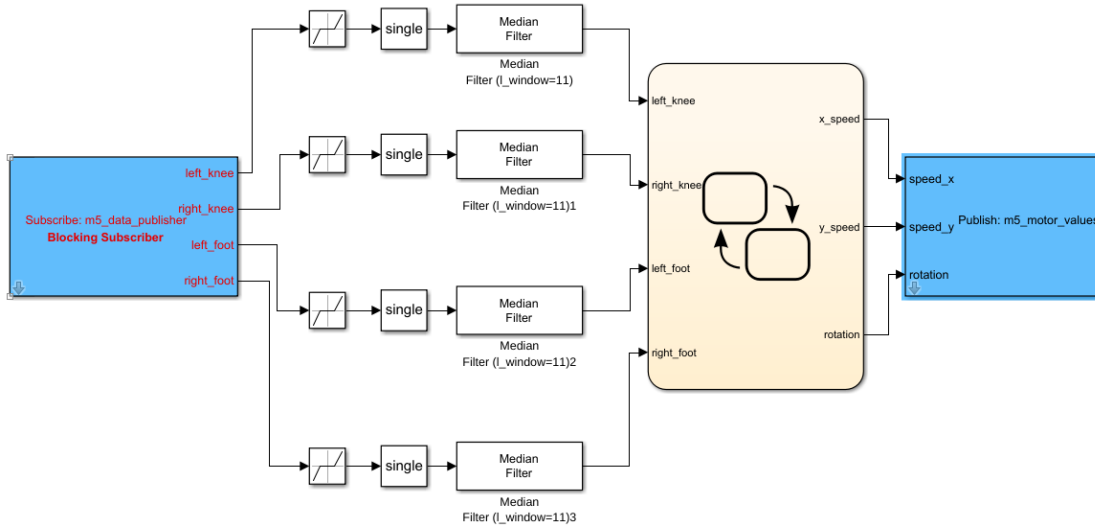 single
Median
Filter
Median
Filter (l_window=11)
left_knee
right_knee
Subscribe: m5_data_publisher
Blocking Subscriber
left_foot
right_foot
single
Median
Filter
Median
Filter (l_window=11)1
single
Median
Filter
Median
Filter (l_window=11)2
single
Median
Filter
Median
Filter (l_window=11)3
left_knee
right_knee
left_foot
right_foot
x_speed
y_speed
rotation
speed_x
Publish: m5_motor_values
speed_y
rotation